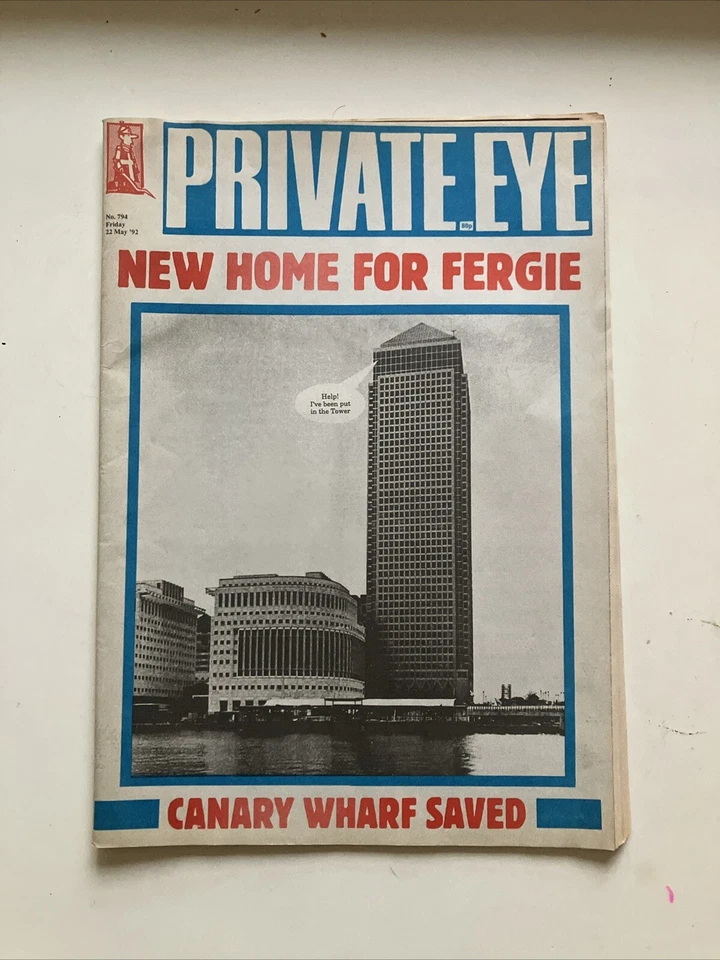 PRIVATE EYE
80p
No. 794
Friday
22 May '92
NEW HOME FOR FERGIE
Help!
I've been put
in the Tower
CANARY WHARF SAVED